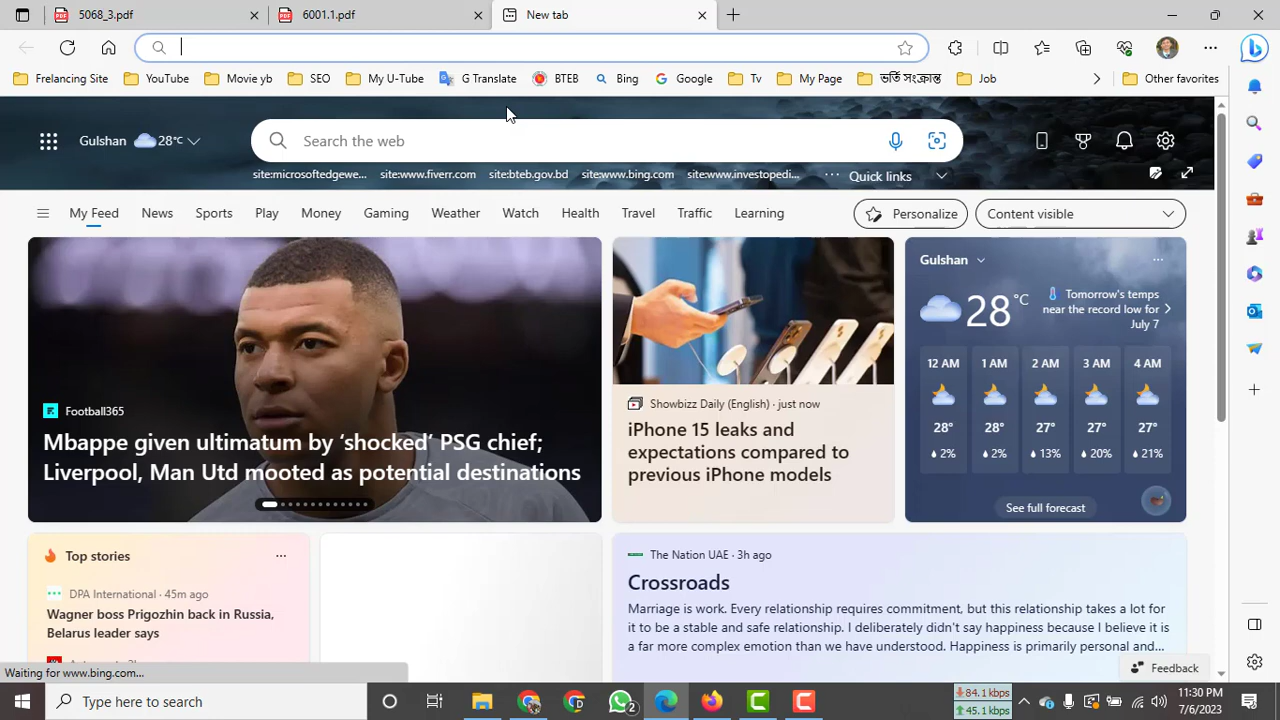 5068_3.pdf
6001.1.pdf
New tab
Frelancing Site
YouTube
Movie yb
SEO
My U-Tube
G Translate
BTEB
Bing
Google
Tv
My Page
ভর্তি সংক্রান্ত
Job
Other favorites
Gulshan
28°C
Search the web
site:microsoftedgewe...
site:www.fiverr.com
site:bteb.gov.bd
site:www.bing.com
site:www.investopedi...
Quick links
My Feed
News
Sports
Play
Money
Gaming
Weather
Watch
Health
Travel
Traffic
Learning
Personalize
Content visible
Football365
Mbappe given ultimatum by ‘shocked’ PSG chief;
Liverpool, Man Utd mooted as potential destinations
Showbizz Daily (English) · just now
iPhone 15 leaks and
expectations compared to
previous iPhone models
Gulshan
28°C
Tomorrow's temps
near the record low for
July 7
12 AM
1 AM
2 AM
3 AM
4 AM
28°
28°
27°
27°
27°
2%
2%
13%
20%
21%
See full forecast
Top stories
DPA International · 45m ago
Wagner boss Prigozhin back in Russia,
Belarus leader says
The Nation UAE · 3h ago
Crossroads
Marriage is work. Every relationship requires commitment, but this relationship takes a lot for
it to be a stable and safe relationship. I deliberately didn't say happiness because I believe it is
a far more complex emotion than we have understood. Happiness is primarily personal and...
Feedback
Waiting for www.bing.com...
Type here to search
2
84.1 kbps
45.1 kbps
11:30 PM
7/6/2023
1